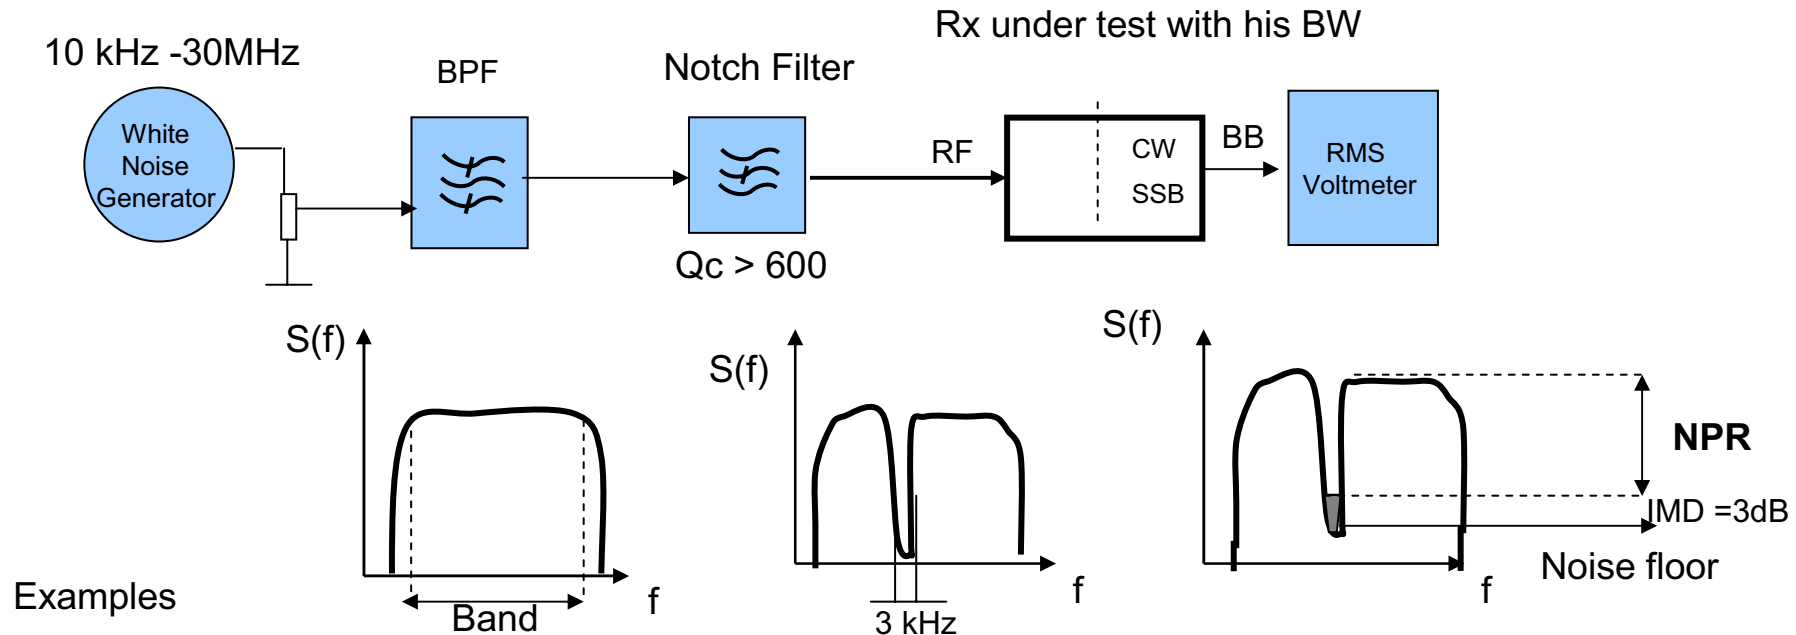 Rx under test with his BW
10 kHz -30MHz
BPF
Notch Filter
White
Noise
Generator
RF
CW
SSB
BB
RMS
Voltmeter
Qc > 600
S(f)
S(f)
S(f)
NPR
IMD =3dB
Noise floor
Examples
Band
f
3 kHz
f
f